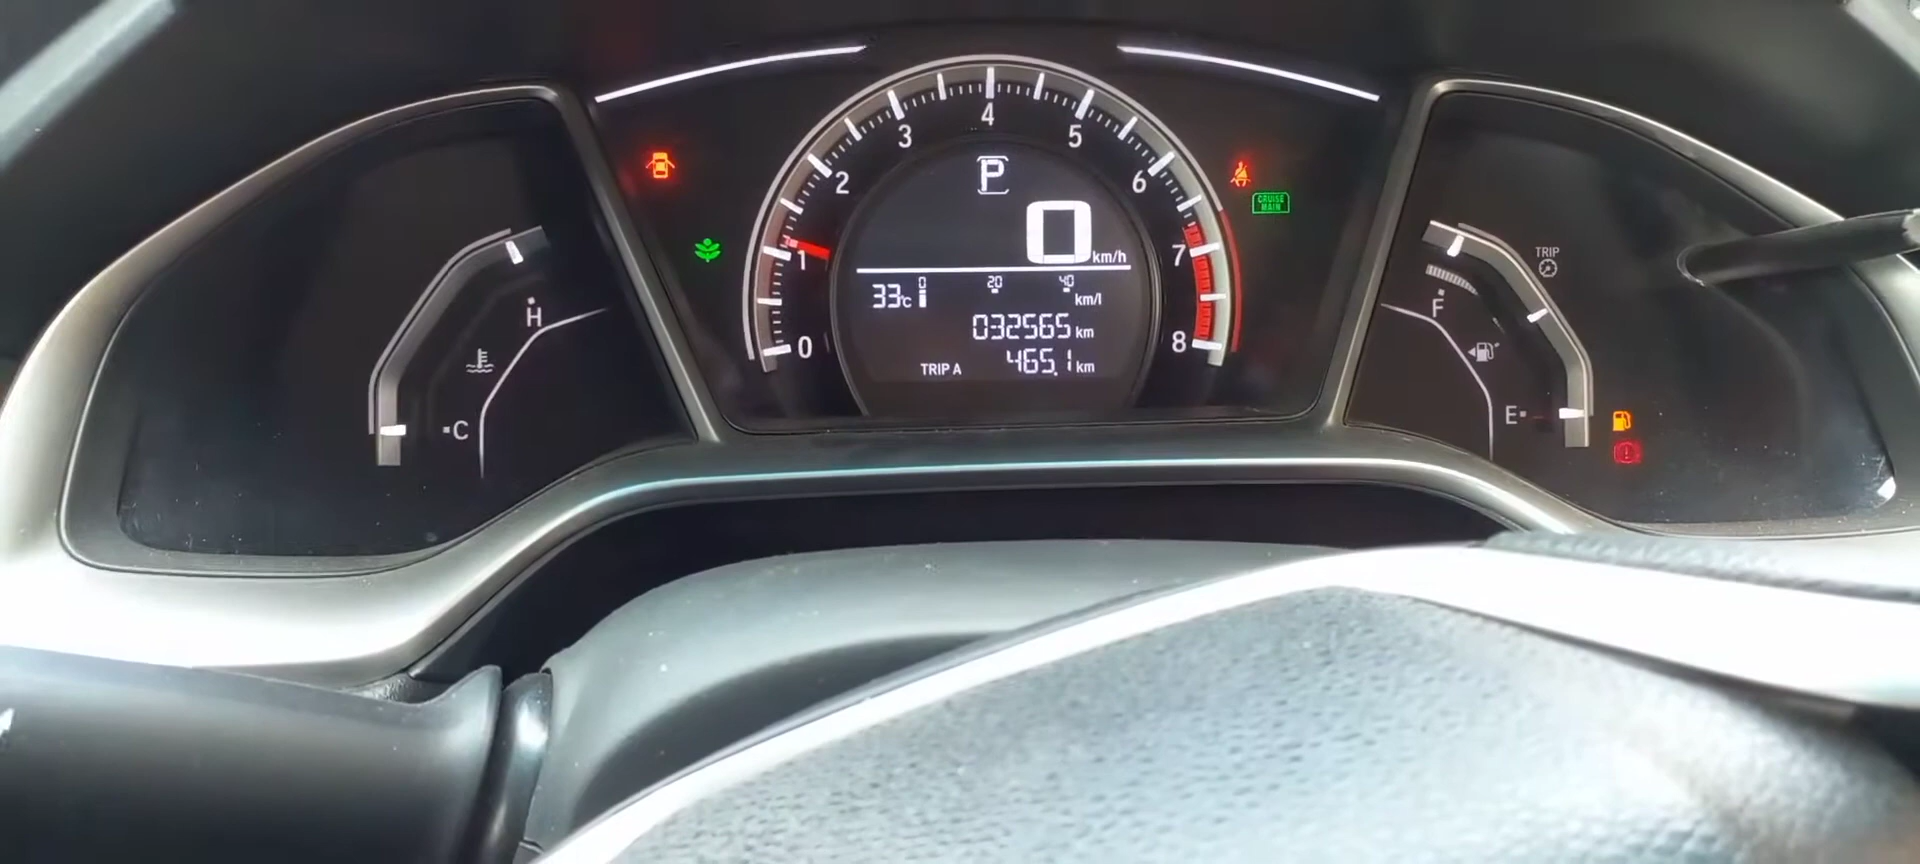 4
3 5
2 6
P
1 7
0 km/h
0 8
33°c 0 20 40 km/l
032565 km
TRIP A 465.1 km
H
C
CRUISE
MAIN
TRIP
F
E